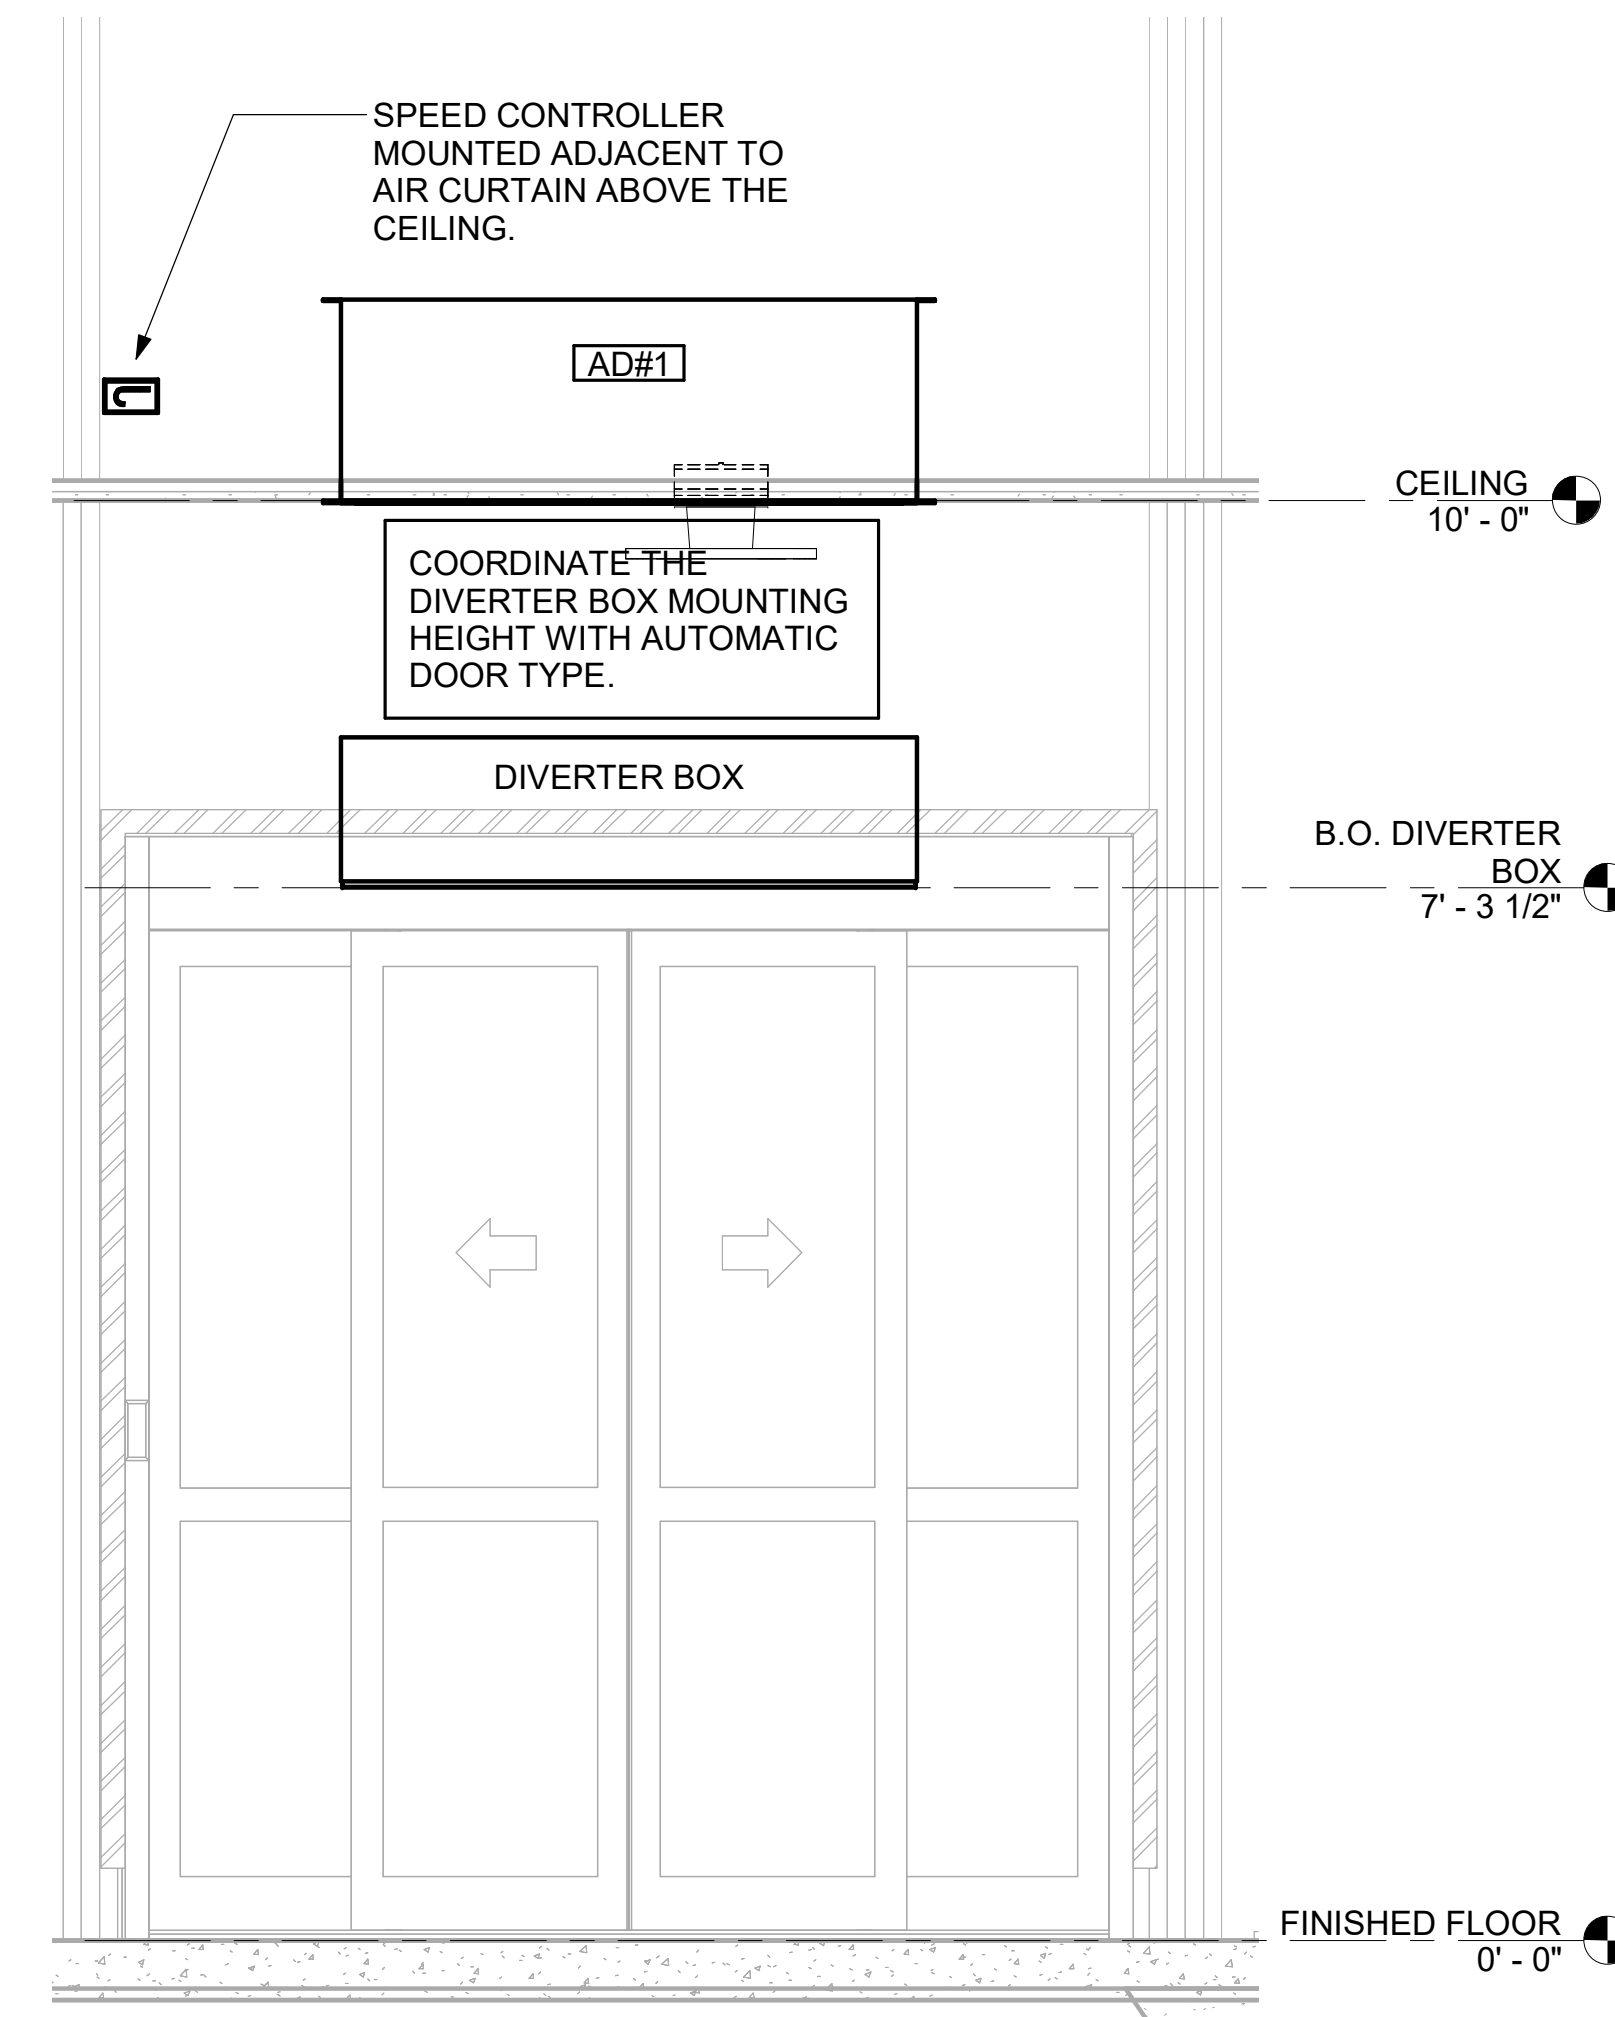 SPEED CONTROLLER
MOUNTED ADJACENT TO
AIR CURTAIN ABOVE THE
CEILING.
AD#1
CEILING
10' - 0"
COORDINATE THE
DIVERTER BOX MOUNTING
HEIGHT WITH AUTOMATIC
DOOR TYPE.
DIVERTER BOX
B.O. DIVERTER
BOX
7' - 3 1/2"
FINISHED FLOOR
0' - 0"